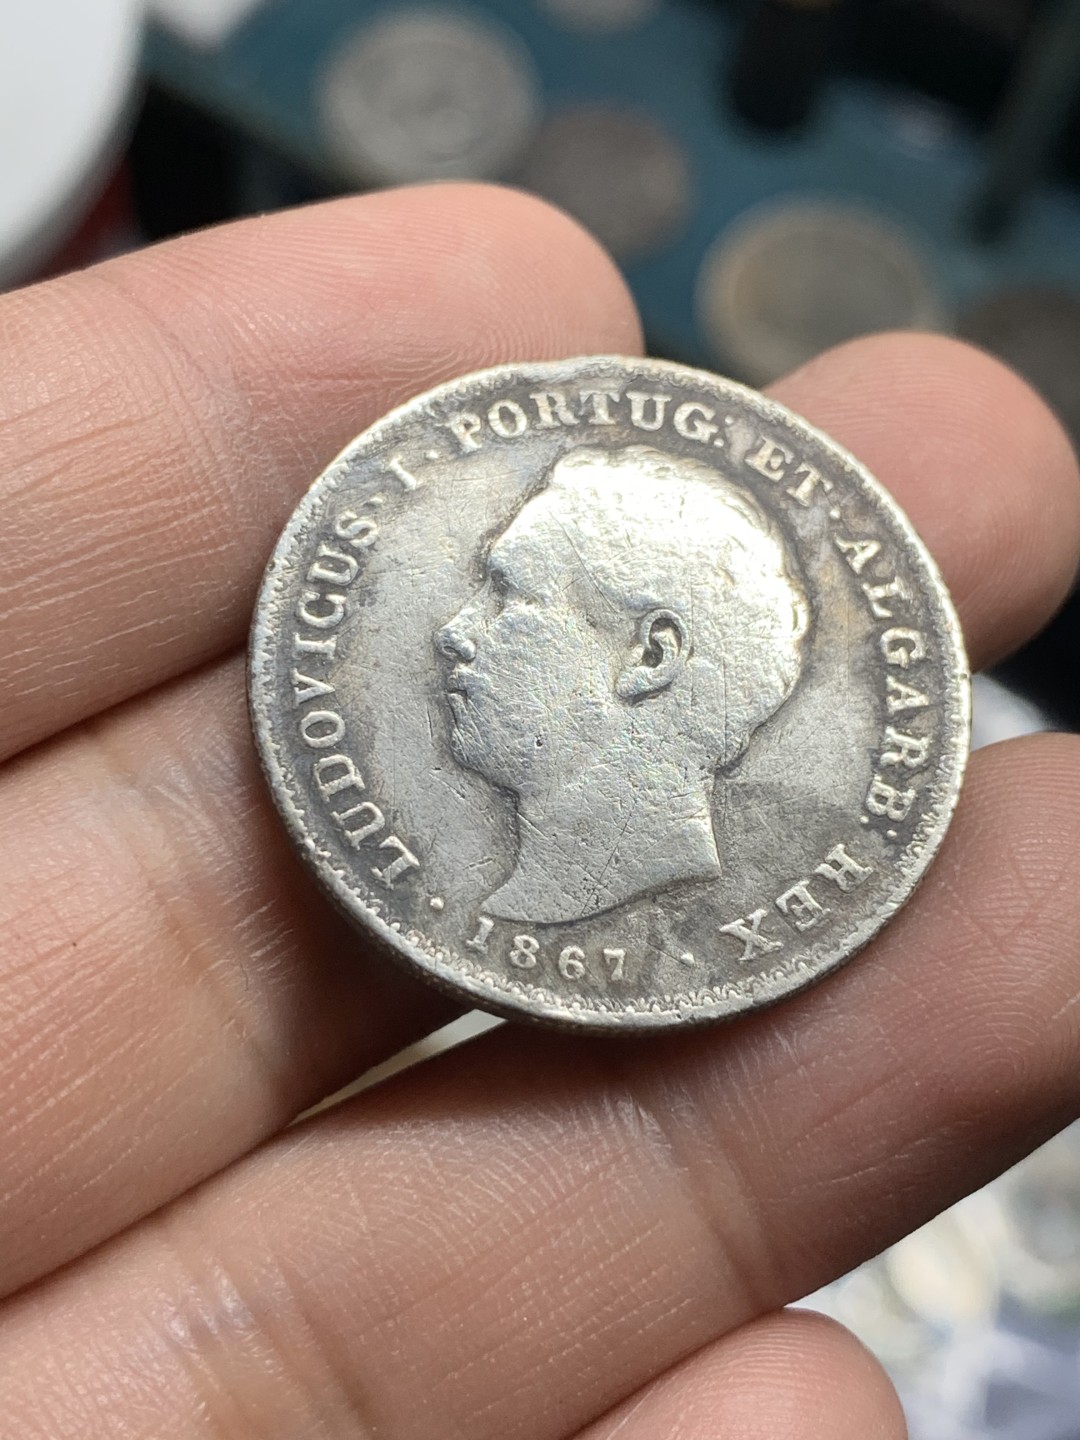 LUDOVICUS · I · PORTUG: ET · ALGARB: REX
· 1867 ·